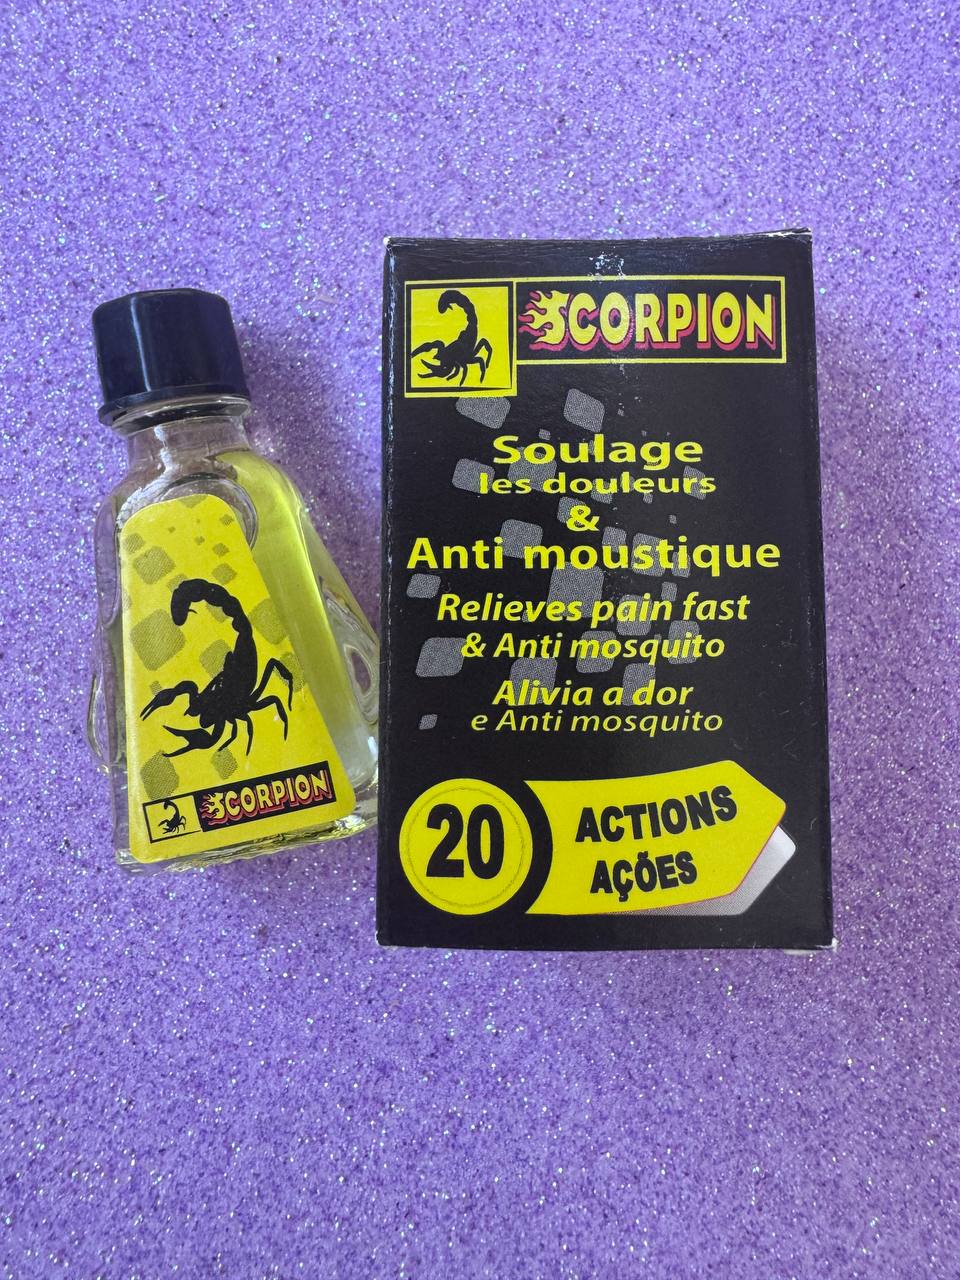 SCORPION
Soulage
les douleurs
&
Anti moustique
Relieves pain fast
& Anti mosquito
Alivia a dor
e Anti mosquito
20
ACTIONS
AÇÕES
SCORPION